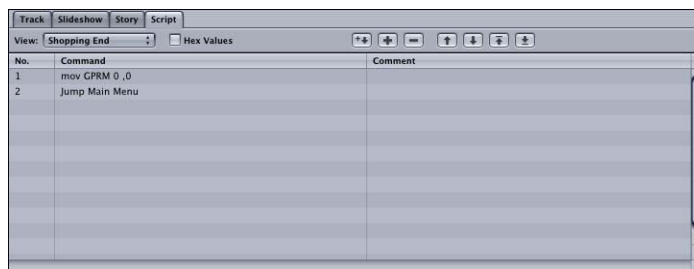 Track Slideshow Story Script
View: Shopping End Hex Values
No. Command Comment
1 mov GPRM 0 ,0
2 Jump Main Menu